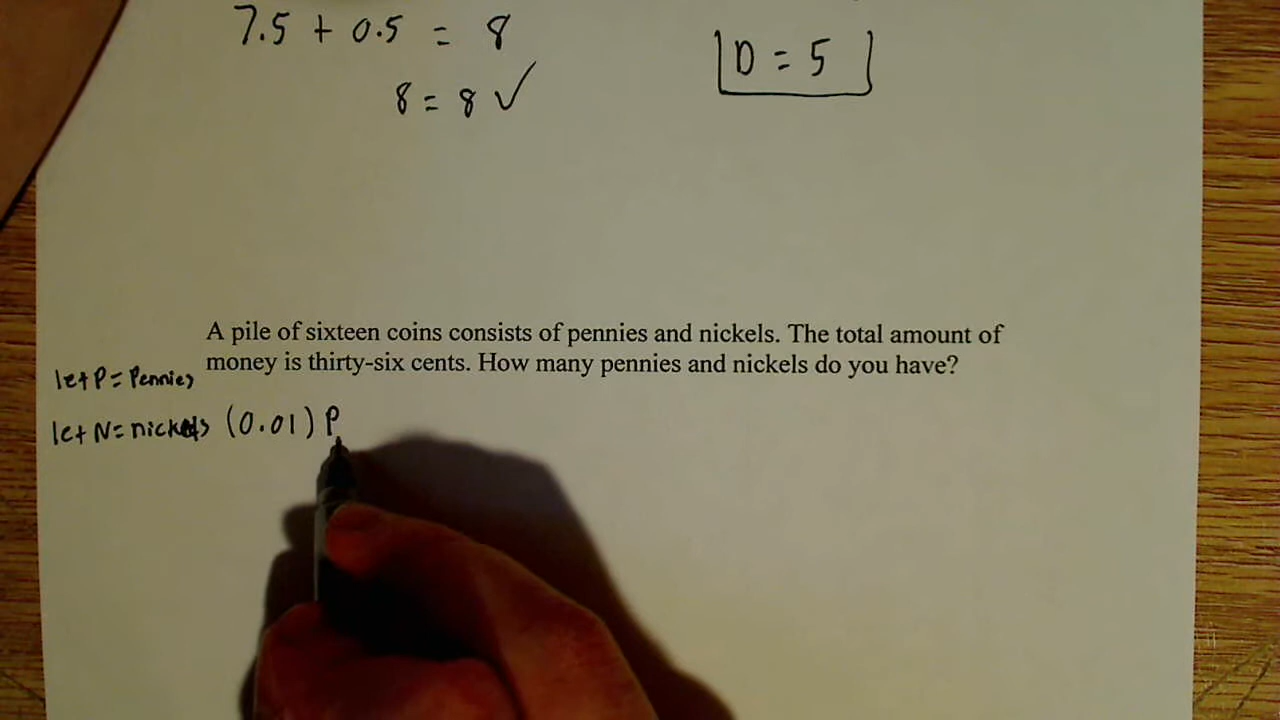 7.5 + 0.5 = 8
8 = 8 ✓
D = 5
A pile of sixteen coins consists of pennies and nickels. The total amount of
money is thirty-six cents. How many pennies and nickels do you have?
let P = Pennies
let N = nickels (0.01) P